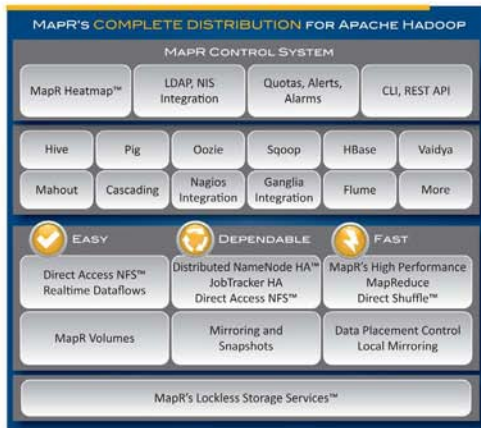 MAPR'S COMPLETE DISTRIBUTION FOR APACHE HADOOP
MAPR CONTROL SYSTEM
MapR Heatmap™
LDAP, NIS
Integration
Quotas, Alerts,
Alarms
CLI, REST API
Hive
Pig
Oozie
Sqoop
HBase
Vaidya
Mahout
Cascading
Nagios
Integration
Ganglia
Integration
Flume
More
EASY
DEPENDABLE
FAST
Direct Access NFS™
Realtime Dataflows
Distributed NameNode HA™
JobTracker HA
Direct Access NFS™
MapR's High Performance
MapReduce
Direct Shuffle™
MapR Volumes
Mirroring and
Snapshots
Data Placement Control
Local Mirroring
MapR's Lockless Storage Services™